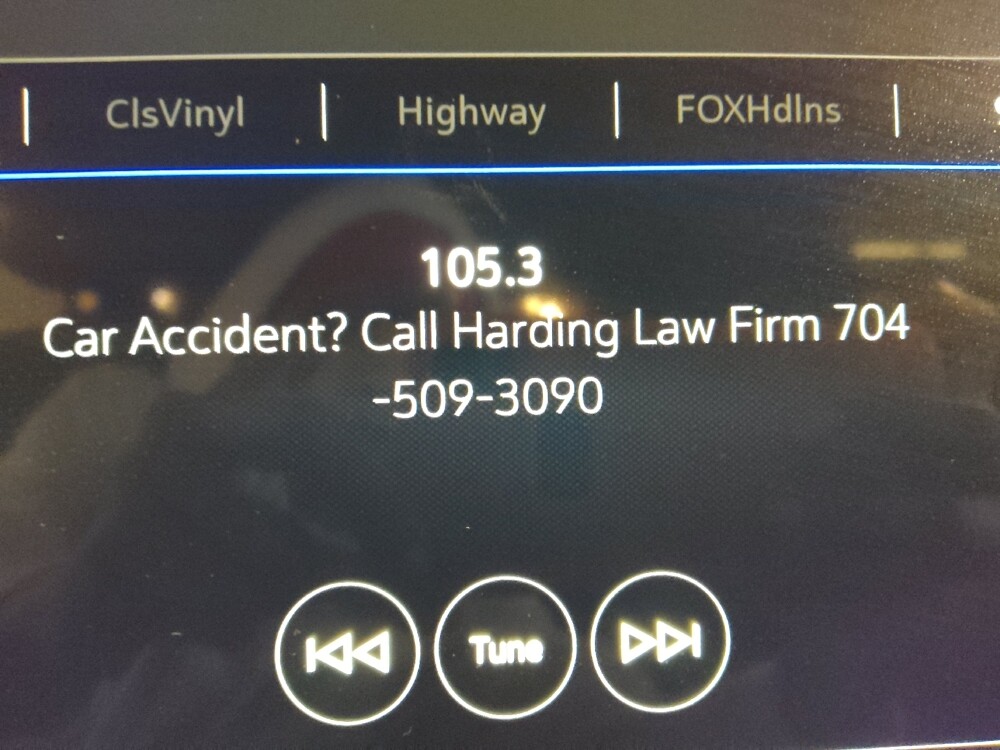 ClsVinyl Highway FOXHdlns
105.3
Car Accident? Call Harding Law Firm 704
-509-3090
Tune